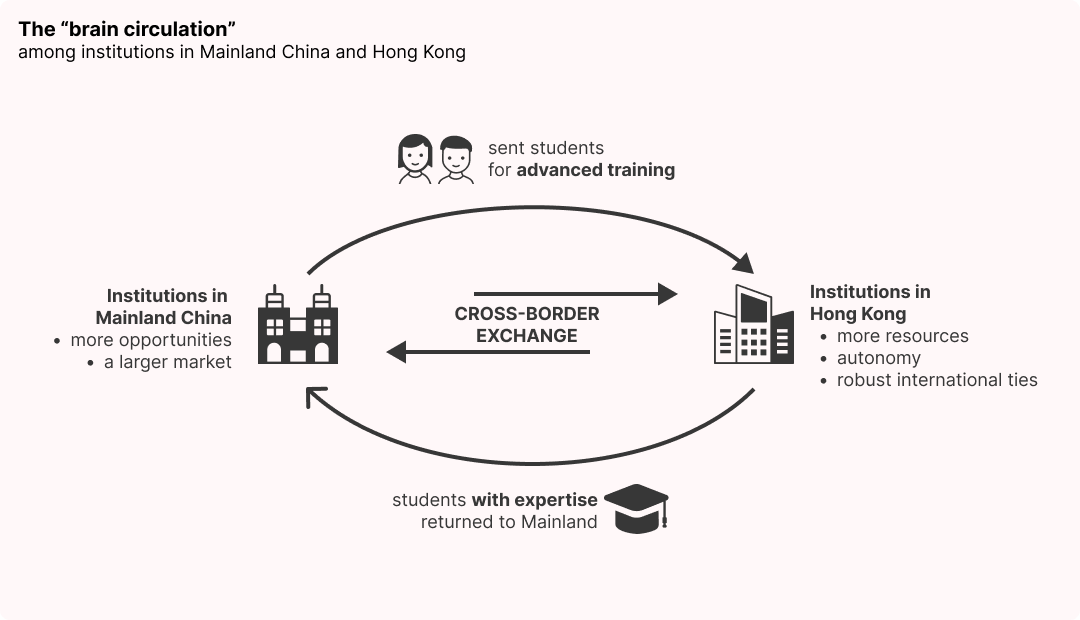 The “brain circulation”
among institutions in Mainland China and Hong Kong
sent students
for advanced training
Institutions in
Mainland China
• more opportunities
• a larger market
CROSS-BORDER
EXCHANGE
Institutions in
Hong Kong
• more resources
• autonomy
• robust international ties
students with expertise
returned to Mainland